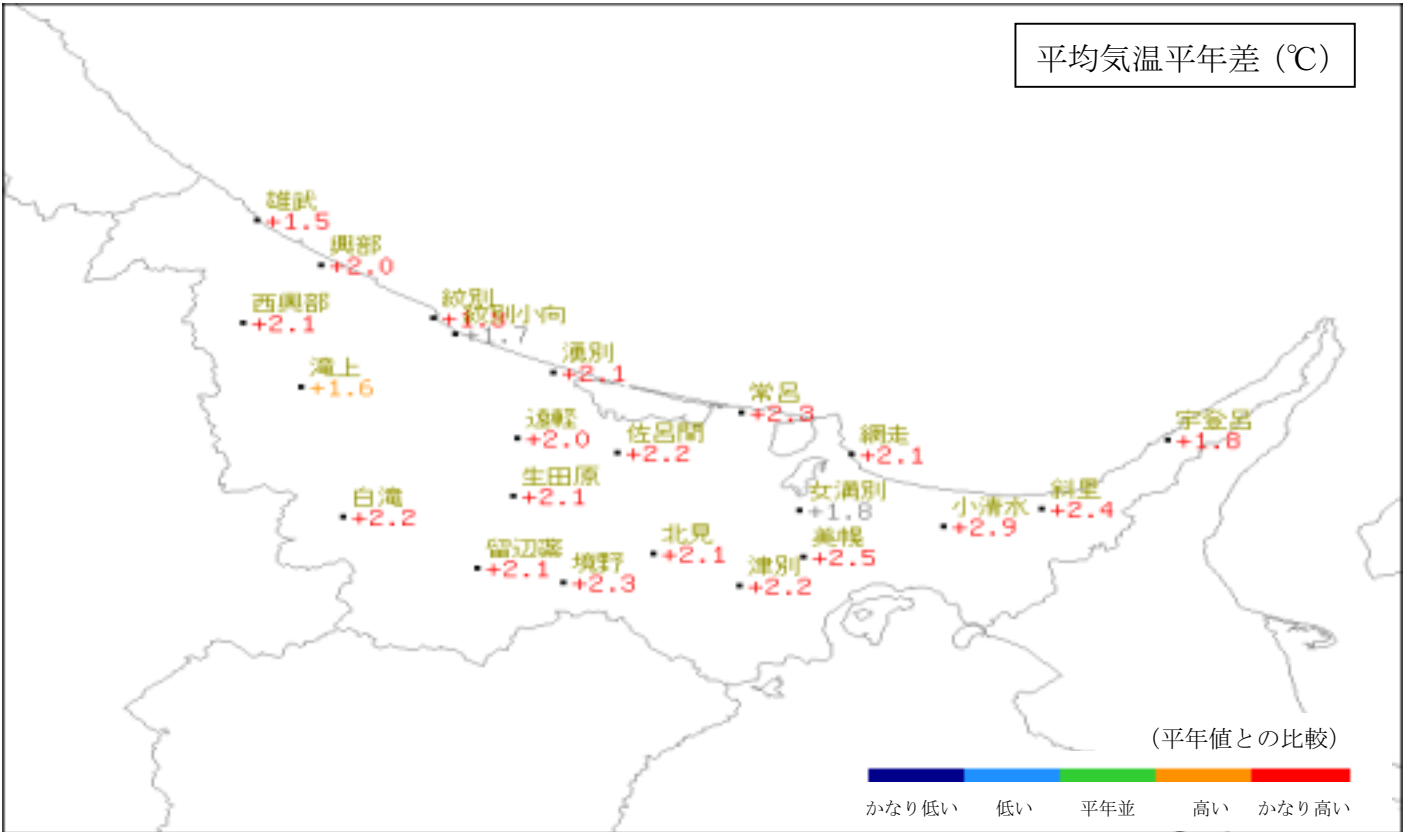 平均気温平年差（℃）
雄武
+1.5
興部
+2.0
西興部
+2.1
紋別
紋別小向
+1.7
滝上
+1.6
湧別
+2.1
常呂
+2.3
遠軽
+2.0
佐呂間
+2.2
網走
+2.1
宇登呂
+1.8
生田原
+2.1
白滝
+2.2
女満別
+1.8
小清水
+2.9
斜里
+2.4
北見
+2.1
美幌
+2.5
留辺蘂
+2.1
境野
+2.3
津別
+2.2
（平年値との比較）
かなり低い 低い 平年並 高い かなり高い